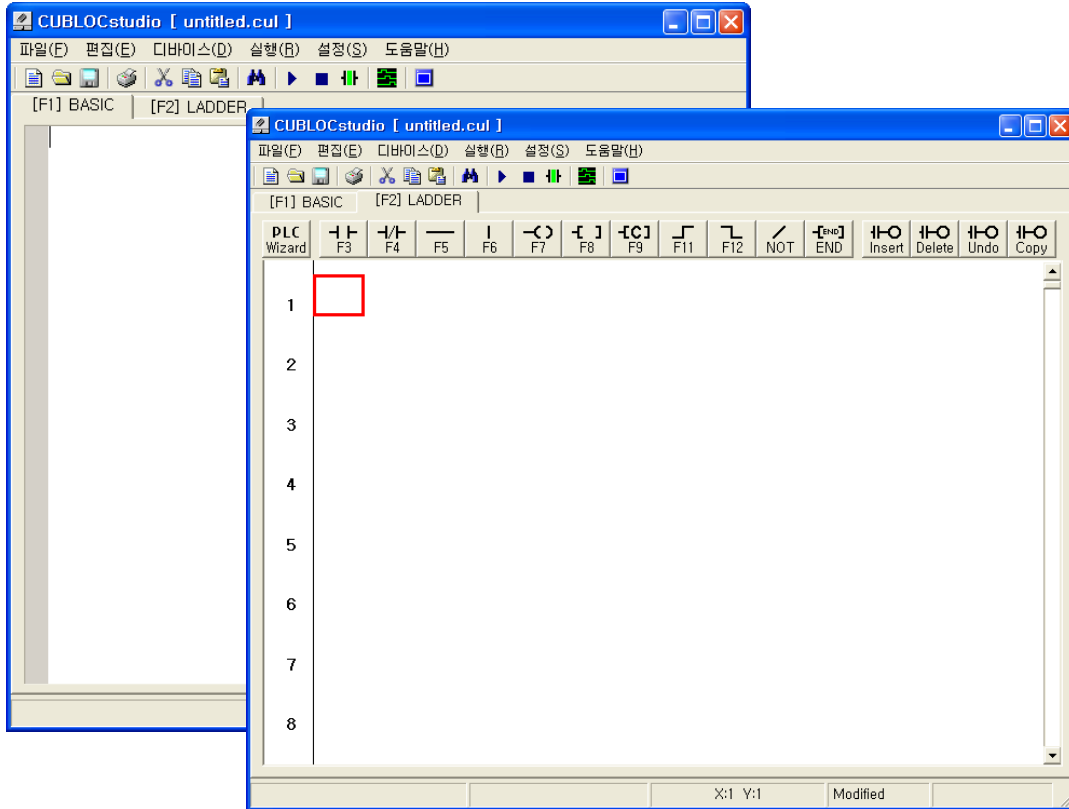 CUBLOCstudio [ untitled.cul ]
파일(F) 편집(E) 디바이스(D) 실행(R) 설정(S) 도움말(H)
[F1] BASIC [F2] LADDER
CUBLOCstudio [ untitled.cul ]
파일(F) 편집(E) 디바이스(D) 실행(R) 설정(S) 도움말(H)
[F1] BASIC [F2] LADDER
PLC Wizard F3 F4 F5 F6 F7 F8 [C] F9 F11 F12 NOT [END] END Insert Delete Undo Copy
1
2
3
4
5
6
7
8
X:1 Y:1 Modified